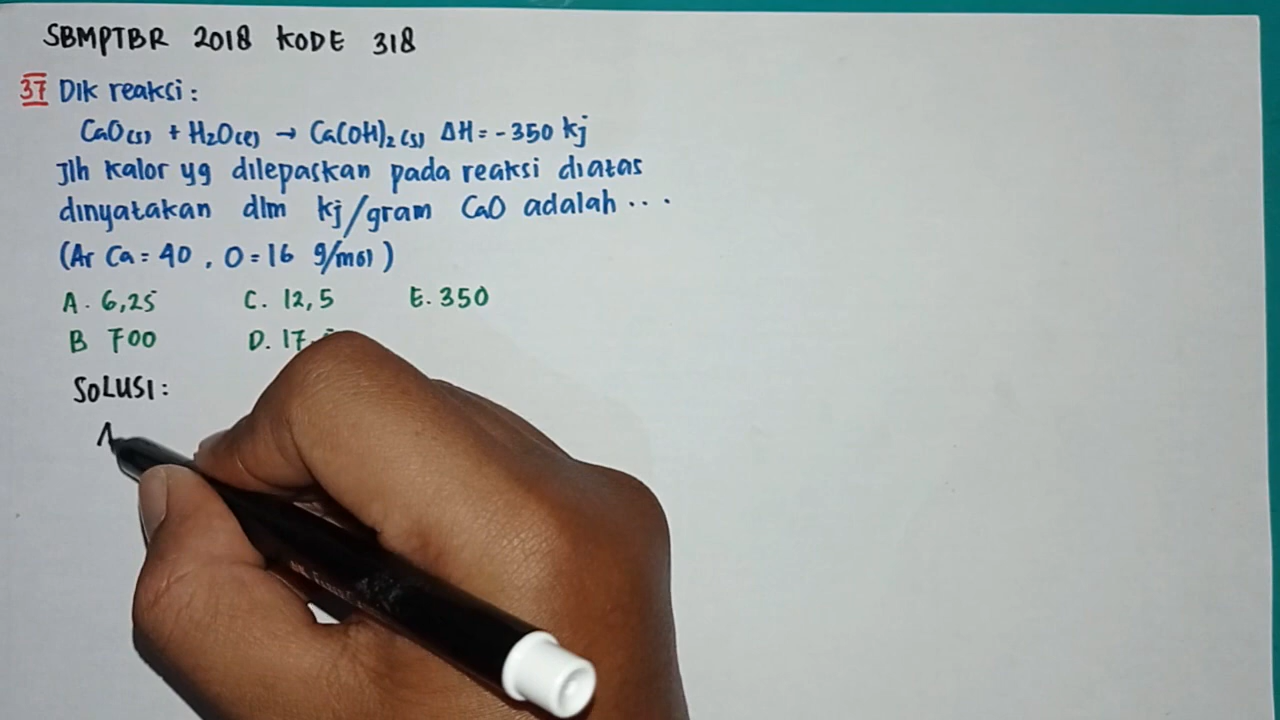 SBMPTBR 2018 KODE 318
37 Dik reaksi:
CaO(s) + H2O(l) → Ca(OH)2 (s) ΔH = -350 kj
Jlh kalor yg dilepaskan pada reaksi diatas
dinyatakan dlm kj/gram CaO adalah ...
(Ar Ca = 40 , O = 16 g/mol)
A. 6,25 C. 12,5 E. 350
B 700 D. 17
SOLUSI: